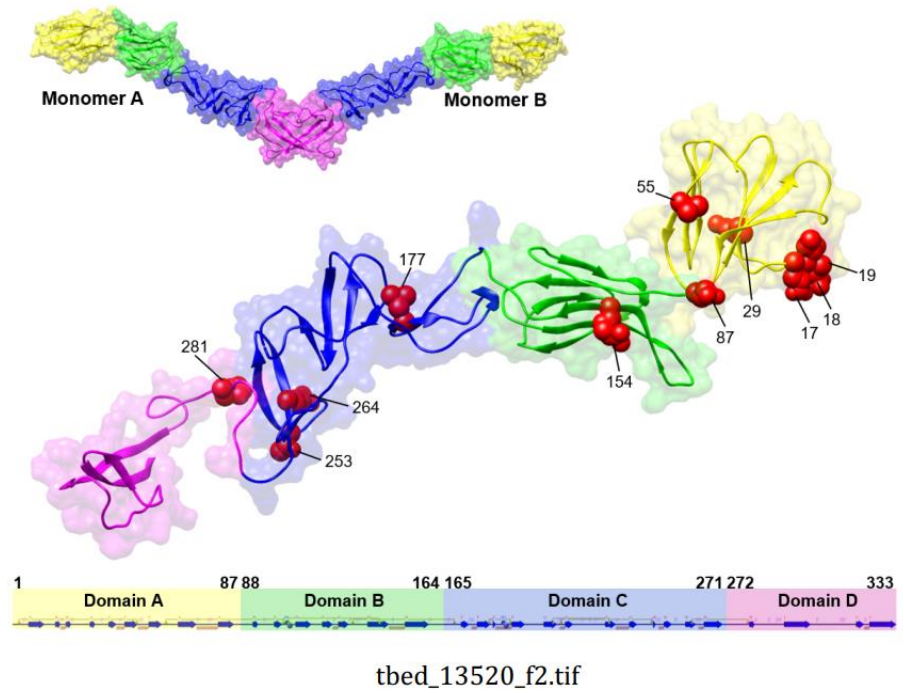 Monomer A
Monomer B
55
19
29
18
87
17
177
154
281
264
253
1 87 88 164 165 271 272 333
Domain A Domain B Domain C Domain D
tbed_13520_f2.tif